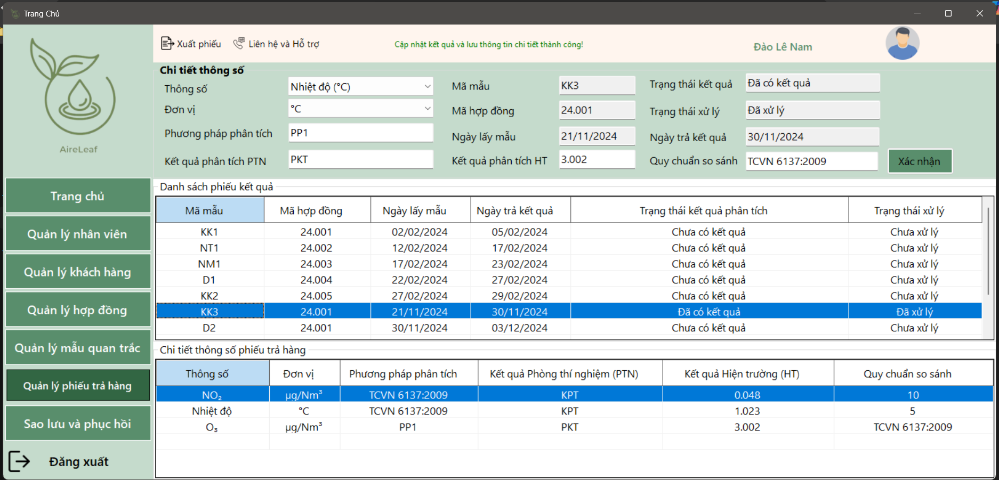 Trang Chủ
AireLeaf
Trang chủ
Quản lý nhân viên
Quản lý khách hàng
Quản lý hợp đồng
Quản lý mẫu quan trắc
Quản lý phiếu trả hàng
Sao lưu và phục hồi
Đăng xuất
Xuất phiếu Liên hệ và Hỗ trợ Cập nhật kết quả và lưu thông tin chi tiết thành công! Đào Lê Nam
Chi tiết thông số
Thông số Nhiệt độ (°C) Mã mẫu KK3 Trạng thái kết quả Đã có kết quả
Đơn vị °C Mã hợp đồng 24.001 Trạng thái xử lý Đã xử lý
Phương pháp phân tích PP1 Ngày lấy mẫu 21/11/2024 Ngày trả kết quả 30/11/2024
Kết quả phân tích PTN PKT Kết quả phân tích HT 3.002 Quy chuẩn so sánh TCVN 6137:2009 Xác nhận
Danh sách phiếu kết quả
Mã mẫu Mã hợp đồng Ngày lấy mẫu Ngày trả kết quả Trạng thái kết quả phân tích Trạng thái xử lý
KK1 24.001 02/02/2024 05/02/2024 Chưa có kết quả Chưa xử lý
NT1 24.002 12/02/2024 17/02/2024 Chưa có kết quả Chưa xử lý
NM1 24.003 17/02/2024 23/02/2024 Chưa có kết quả Chưa xử lý
D1 24.004 22/02/2024 27/02/2024 Chưa có kết quả Chưa xử lý
KK2 24.005 27/02/2024 29/02/2024 Chưa có kết quả Chưa xử lý
KK3 24.001 21/11/2024 30/11/2024 Đã có kết quả Đã xử lý
D2 24.001 30/11/2024 03/12/2024 Chưa có kết quả Chưa xử lý
Chi tiết thông số phiếu trả hàng
Thông số Đơn vị Phương pháp phân tích Kết quả Phòng thí nghiệm (PTN) Kết quả Hiện trường (HT) Quy chuẩn so sánh
NO₂ µg/Nm³ TCVN 6137:2009 KPT 0.048 10
Nhiệt độ °C TCVN 6137:2009 KPT 1.023 5
O₃ µg/Nm³ PP1 PKT 3.002 TCVN 6137:2009